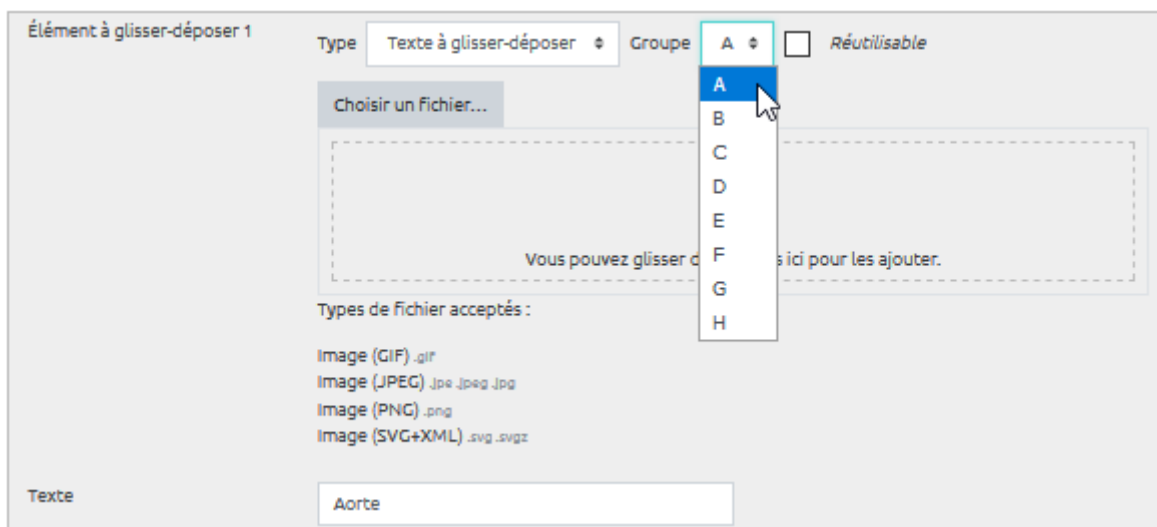 Élément à glisser-déposer 1
Type Texte à glisser-déposer Groupe A Réutilisable
A
Choisir un fichier...
B
C
D
E
F
Vous pouvez glisser d s ici pour les ajouter.
G
Types de fichier acceptés :
H
Image (GIF) .gif
Image (JPEG) .jpe .jpeg .jpg
Image (PNG) .png
Image (SVG+XML) .svg .svgz
Texte
Aorte